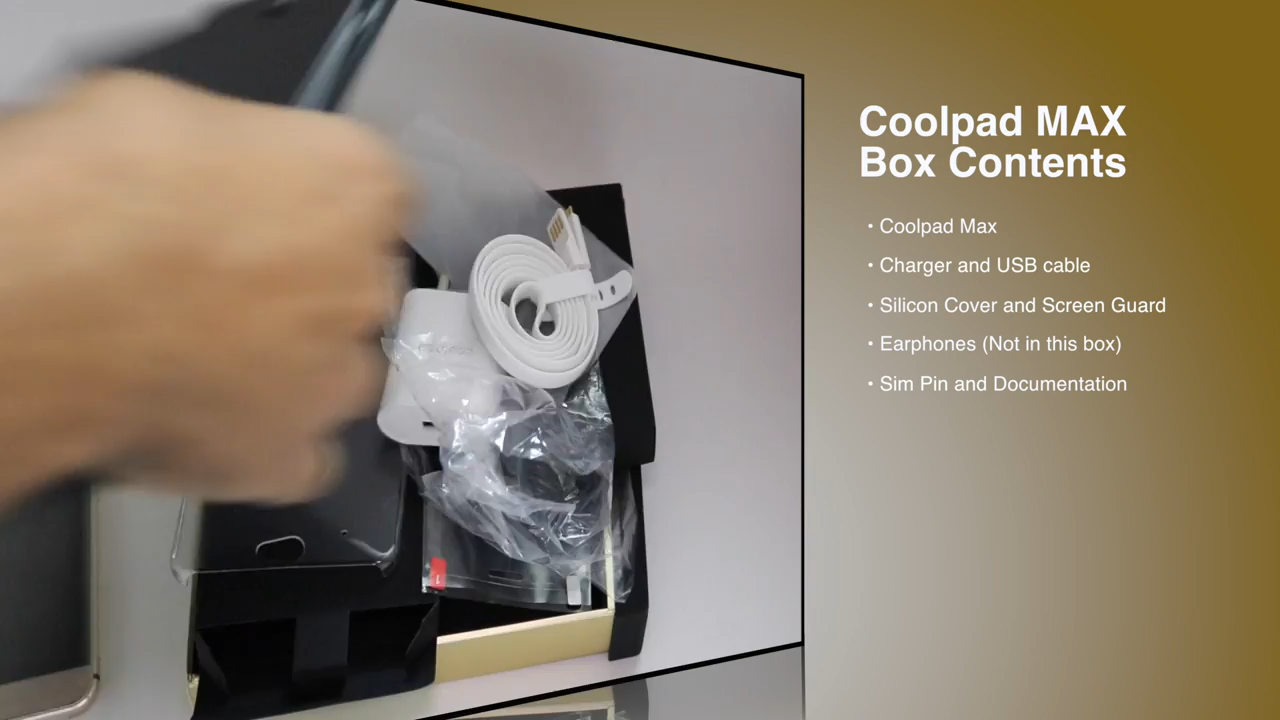 Coolpad MAX
Box Contents
• Coolpad Max
• Charger and USB cable
• Silicon Cover and Screen Guard
• Earphones (Not in this box)
• Sim Pin and Documentation